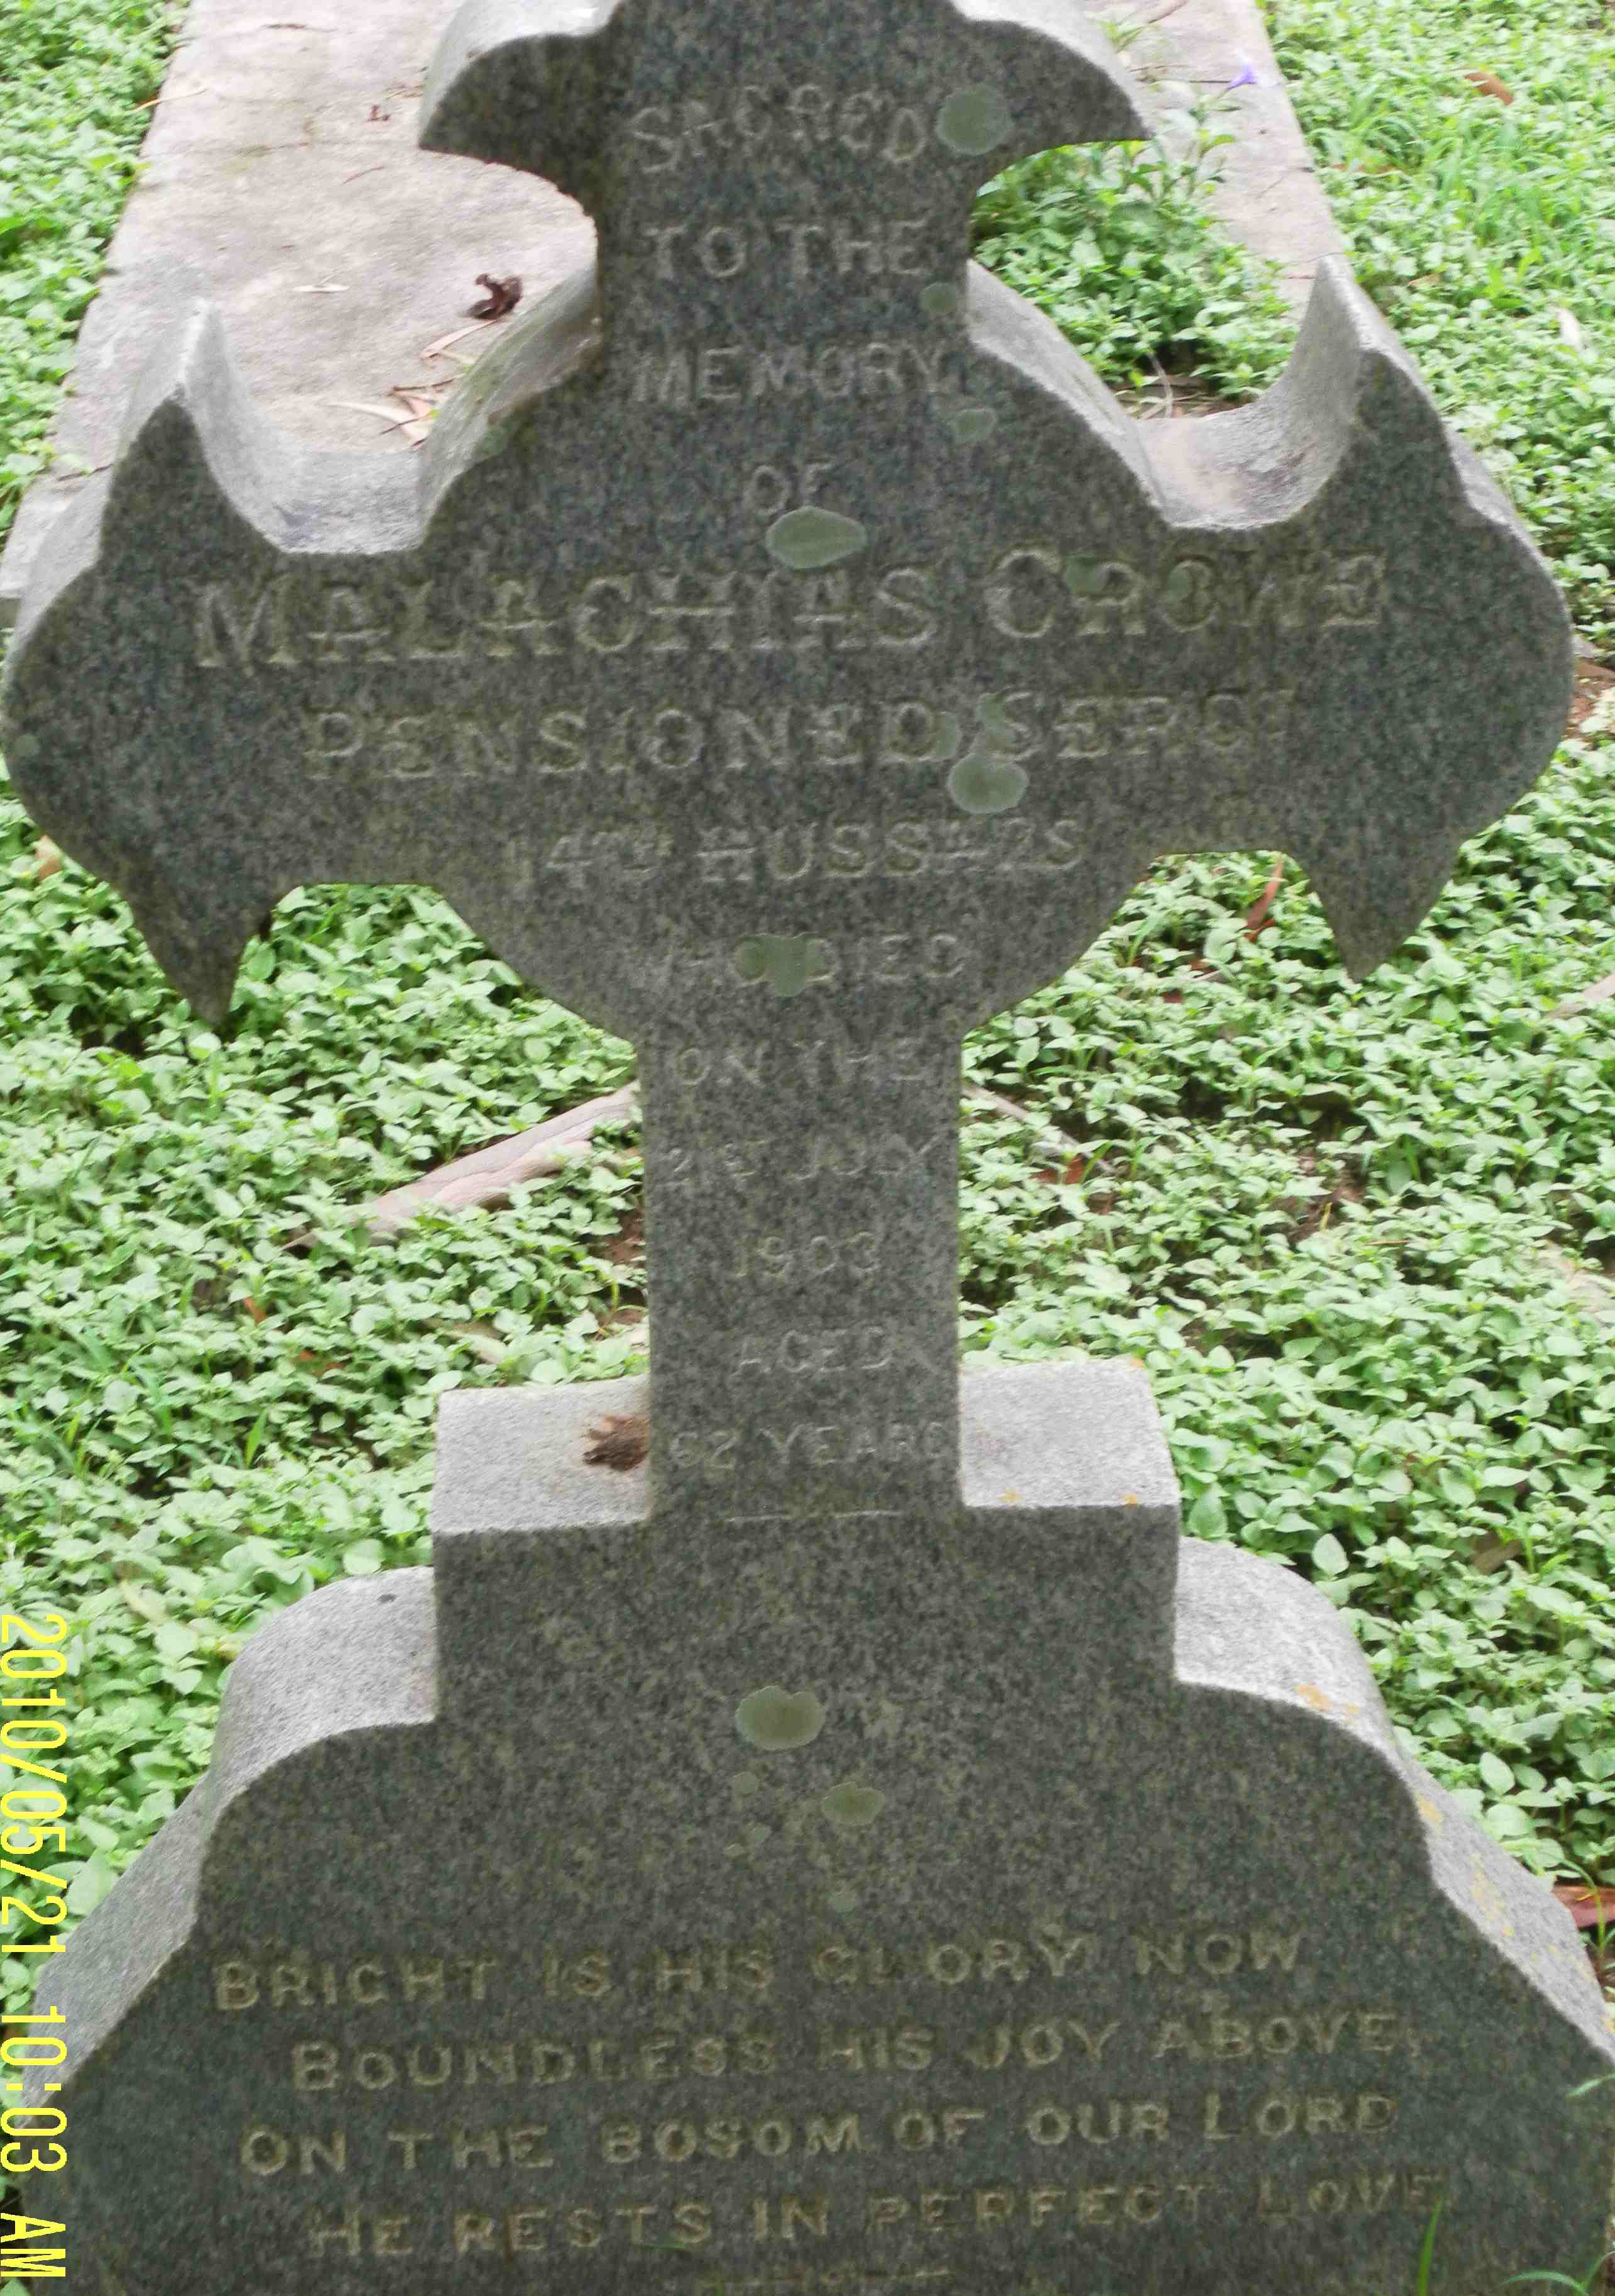 SACRED
TO THE
MEMORY
OF
MALACHIAS CROWE
PENSIONED SERGT
14TH HUSSARS
WHO DIED
ON THE
JULY
1903
AGED
62 YEARS
BRIGHT IS HIS GLORY NOW,
BOUNDLESS HIS JOY ABOVE,
ON THE BOSOM OF OUR LORD
HE RESTS IN PERFECT LOVE
2010/05/21 10:03 AM